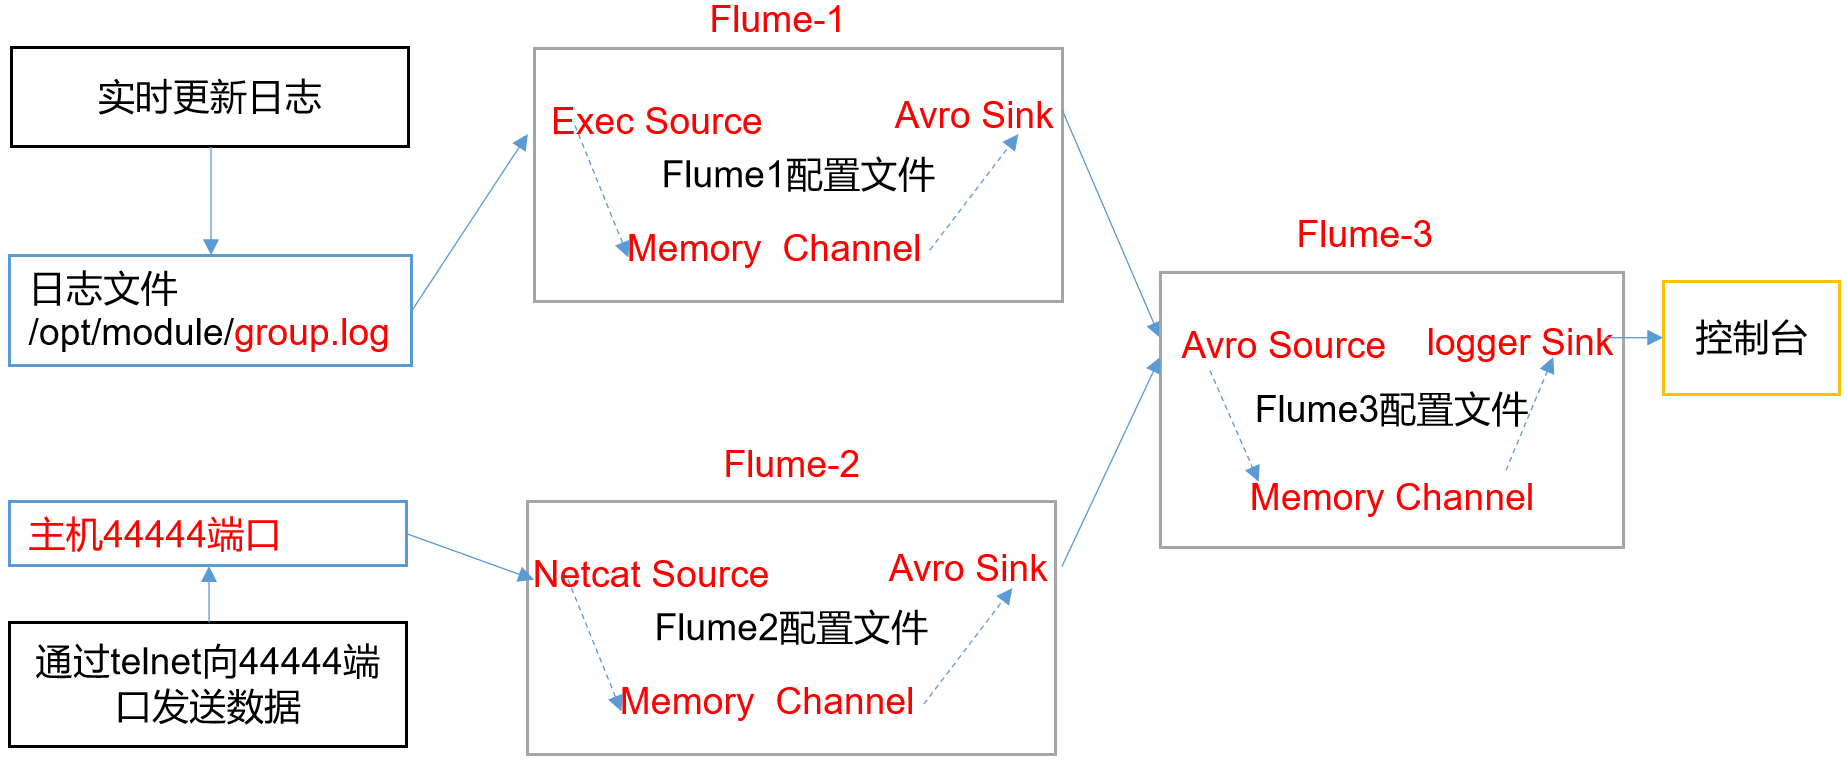 Flume-1
实时更新日志
Exec Source
Avro Sink
Flume1配置文件
Memory  Channel
日志文件
/opt/module/group.log
Flume-3
Avro Source
logger Sink
Flume3配置文件
Memory Channel
控制台
Flume-2
主机44444端口
Netcat Source
Avro Sink
Flume2配置文件
Memory  Channel
通过telnet向44444端
口发送数据